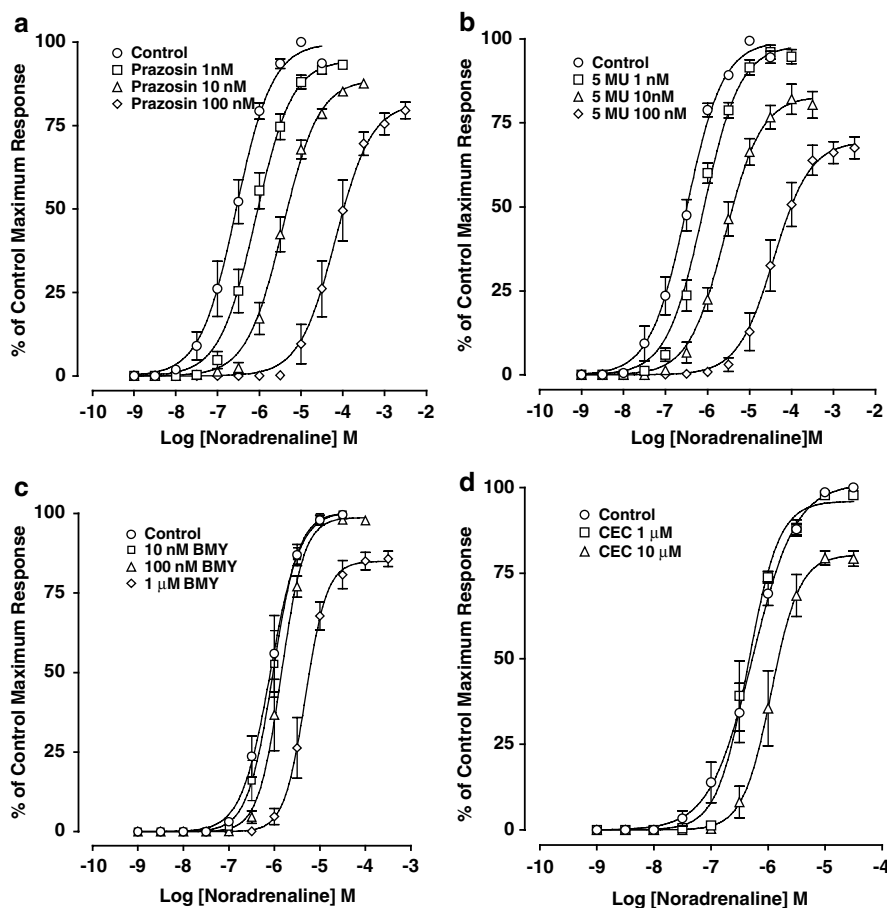 a
% of Control Maximum Response
100
75
50
25
0
Control
Prazosin 1nM
Prazosin 10 nM
Prazosin 100 nM
-10 -9 -8 -7 -6 -5 -4 -3 -2
Log [Noradrenaline] M
b
% of Control Maximum Response
100
75
50
25
0
Control
5 MU 1 nM
5 MU 10nM
5 MU 100 nM
-10 -9 -8 -7 -6 -5 -4 -3 -2
Log [Noradrenaline]M
c
% of Control Maximum Response
100
75
50
25
0
Control
10 nM BMY
100 nM BMY
1 μM BMY
-10 -9 -8 -7 -6 -5 -4 -3
Log [Noradrenaline] M
d
% of Control Maximum Response
100
75
50
25
0
Control
CEC 1 μM
CEC 10 μM
-10 -9 -8 -7 -6 -5 -4
Log [Noradrenaline] M